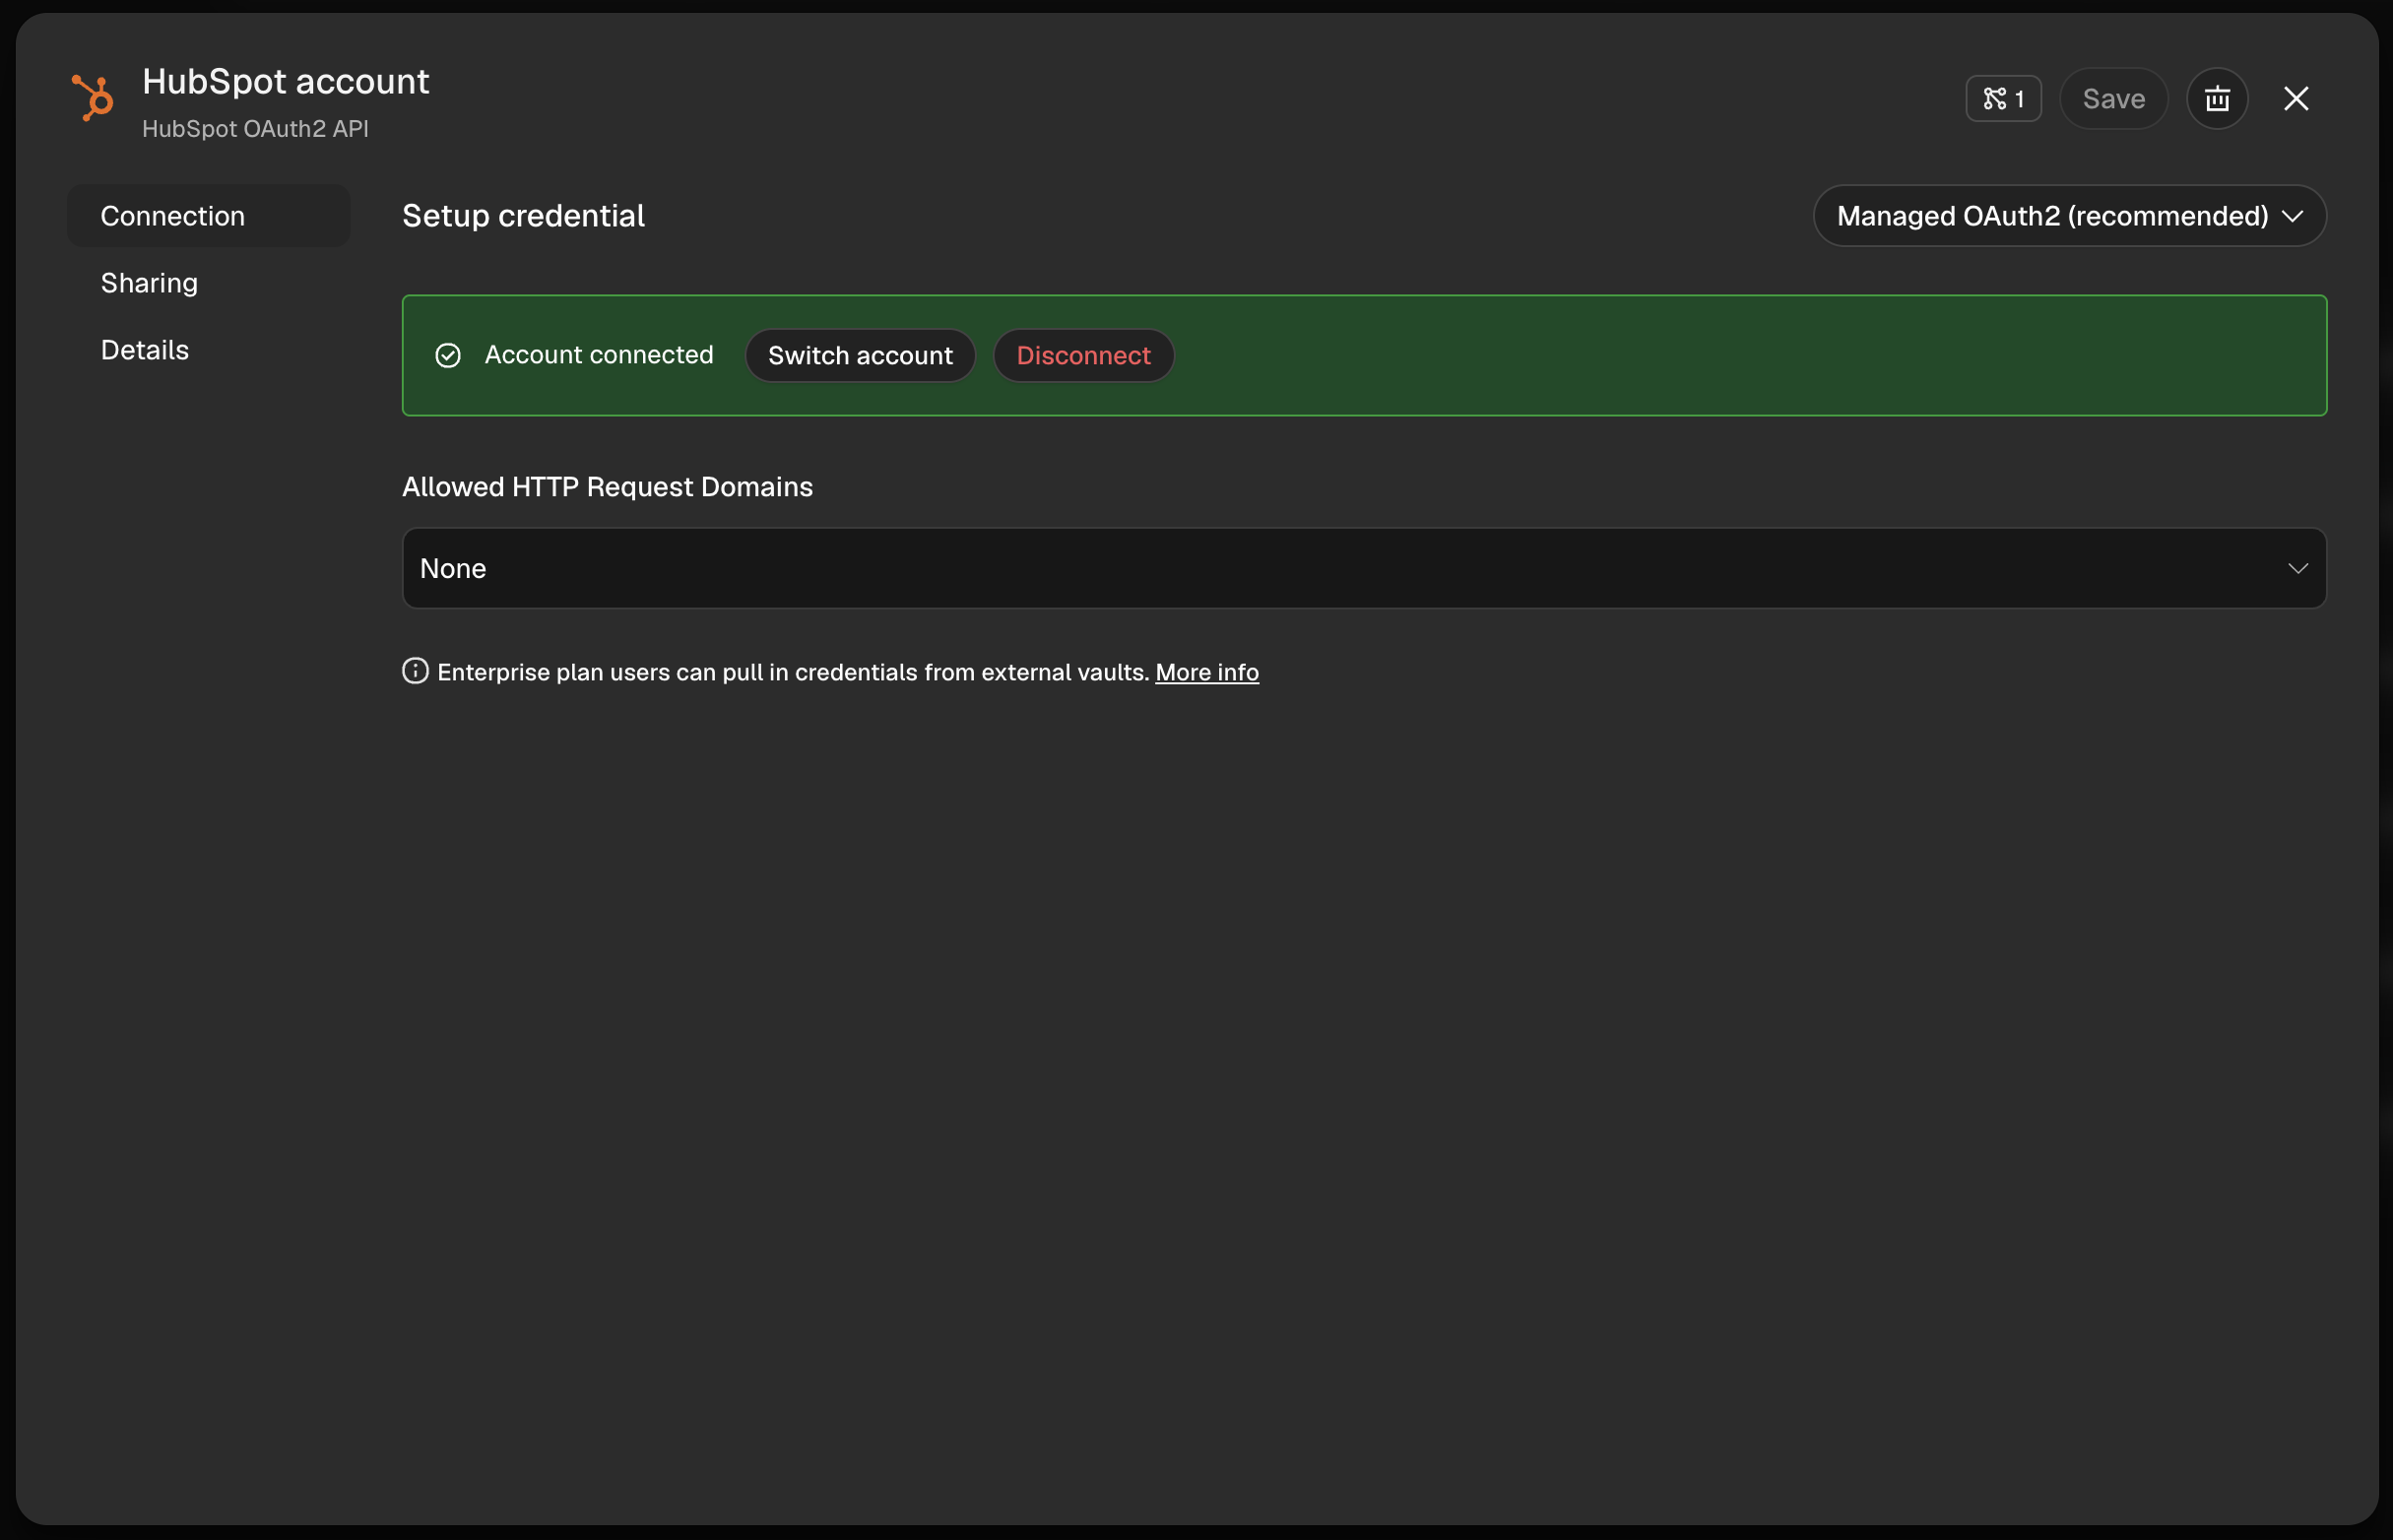 HubSpot account
HubSpot OAuth2 API
1
Save
Connection
Sharing
Details
Setup credential
Managed OAuth2 (recommended)
Account connected
Switch account
Disconnect
Allowed HTTP Request Domains
None
Enterprise plan users can pull in credentials from external vaults. More info